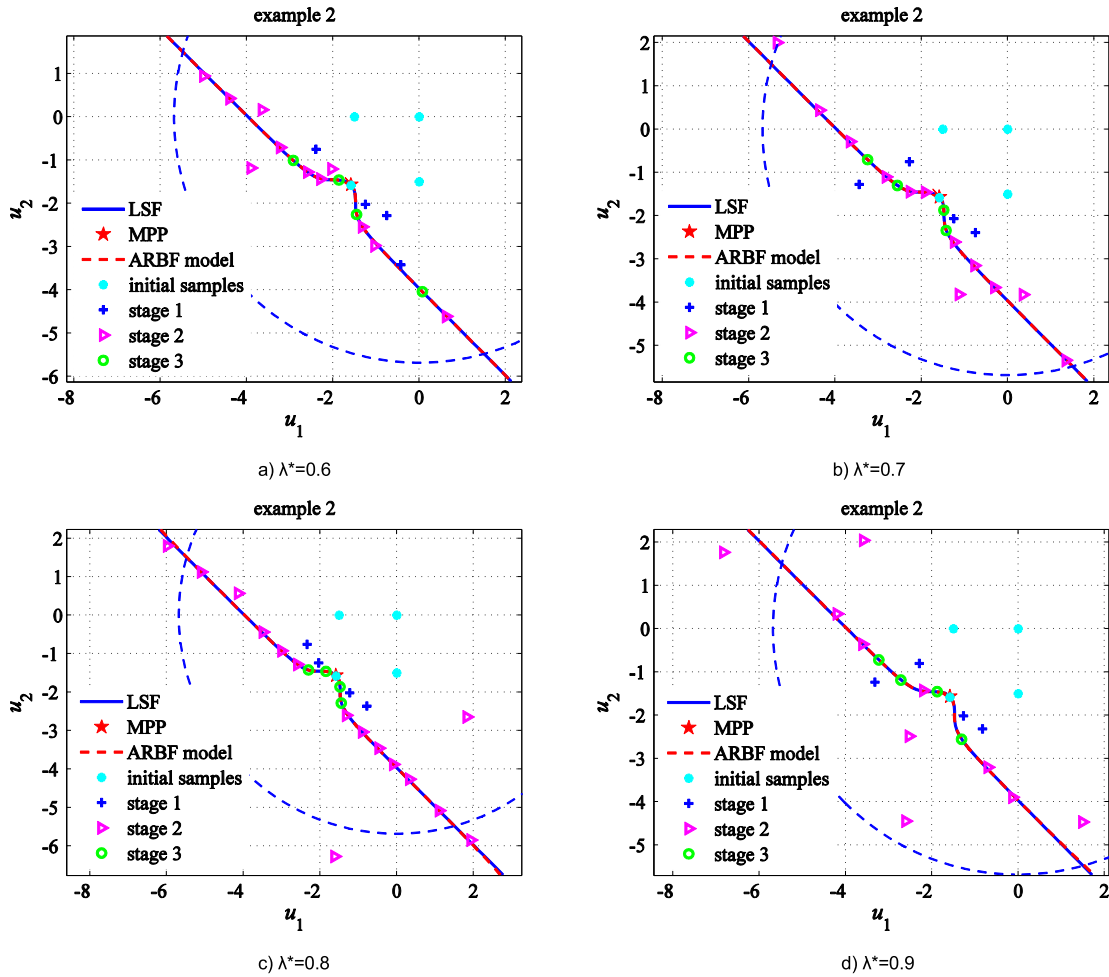 example 2
1
0
-1
-2
-3
-4
-5
-6
u2
LSF
MPP
ARBF model
initial samples
stage 1
stage 2
stage 3
-8
-6
-4
-2
0
2
u1
a) λ*=0.6
example 2
2
1
0
-1
-2
-3
-4
-5
u2
LSF
MPP
ARBF model
initial samples
stage 1
stage 2
stage 3
-8
-6
-4
-2
0
2
u1
b) λ*=0.7
example 2
2
1
0
-1
-2
-3
-4
-5
-6
u2
LSF
MPP
ARBF model
initial samples
stage 1
stage 2
stage 3
-8
-6
-4
-2
0
2
u1
c) λ*=0.8
example 2
2
1
0
-1
-2
-3
-4
-5
u2
LSF
MPP
ARBF model
initial samples
stage 1
stage 2
stage 3
-8
-6
-4
-2
0
2
u1
d) λ*=0.9